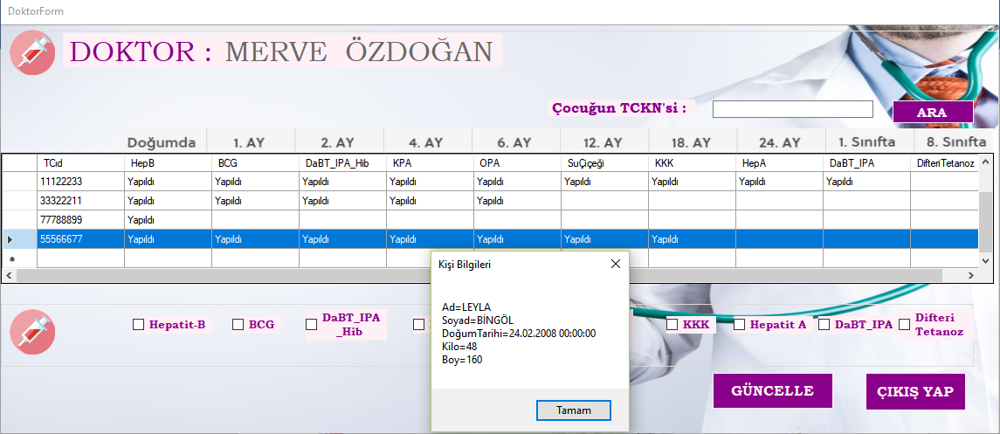 DoktorForm
DOKTOR : MERVE ÖZDOĞAN
Çocuğun TCKN'si :
ARA
Doğumda 1. AY 2. AY 4. AY 6. AY 12. AY 18. AY 24. AY 1. Sınıfta 8. Sınıfta
TCid HepB BCG DaBT_IPA_Hib KPA OPA SuÇiçeği KKK HepA DaBT_IPA DifteriTetanoz
11122233 Yapıldı Yapıldı Yapıldı Yapıldı Yapıldı Yapıldı Yapıldı Yapıldı Yapıldı
33322211 Yapıldı Yapıldı Yapıldı Yapıldı Yapıldı
77788899 Yapıldı
55566677 Yapıldı Yapıldı Yapıldı Yapıldı Yapıldı Yapıldı Yapıldı
Kişi Bilgileri
Ad=LEYLA
Soyad=BİNGÖL
DoğumTarihi=24.02.2008 00:00:00
Kilo=48
Boy=160
Tamam
Hepatit-B
BCG
DaBT_IPA
_Hib
KKK
Hepatit A
DaBT_IPA
Difteri
Tetanoz
GÜNCELLE
ÇIKIŞ YAP